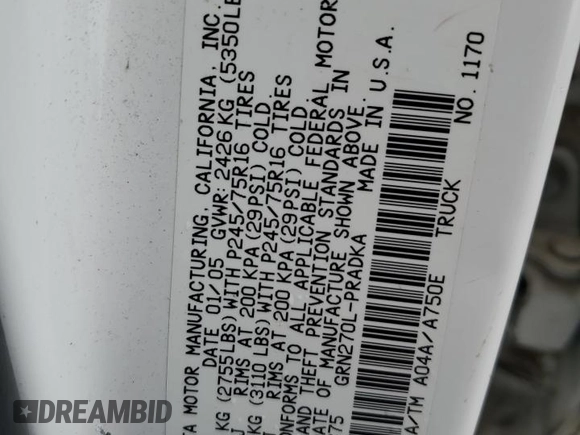 TA MOTOR MANUFACTURING, CALIFORNIA, INC.
DATE 01/05 GVWR: 2426 KG (5350LB
KG (2755LBS) WITH P245/75R16 TIRES
J RIMS AT 200 KPA (29PSI) COLD.
KG (3110 LBS) WITH P245/75R16 TIRES
J RIMS AT 200 KPA (29PSI) COLD
ONFORMS TO ALL APPLICABLE FEDERAL MOTOR
AND THEFT PREVENTION STANDARDS IN
ATE OF MANUFACTURE SHOWN ABOVE.
75 GRN270L-PRADKA MADE IN U.S.A.
A/TM A04A/A750E TRUCK NO. 1170
DREAMBID